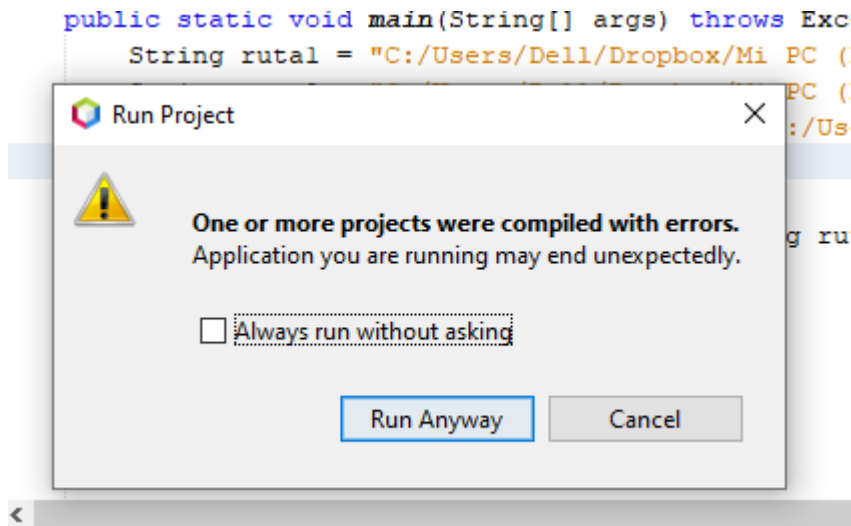 public static void main(String[] args) throws Exc
String ruta1 = "C:/Users/Dell/Dropbox/Mi PC (
PC (
Run Project
:/Us
One or more projects were compiled with errors.
g ru
Application you are running may end unexpectedly.
Always run without asking
Run Anyway Cancel